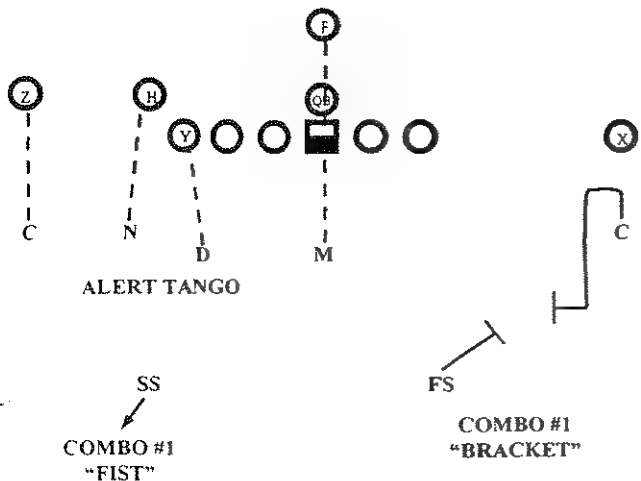 F
Z
H
QB
Y
X
C
N
D
M
C
ALERT TANGO
SS
FS
COMBO #1
"FIST"
COMBO #1
"BRACKET"